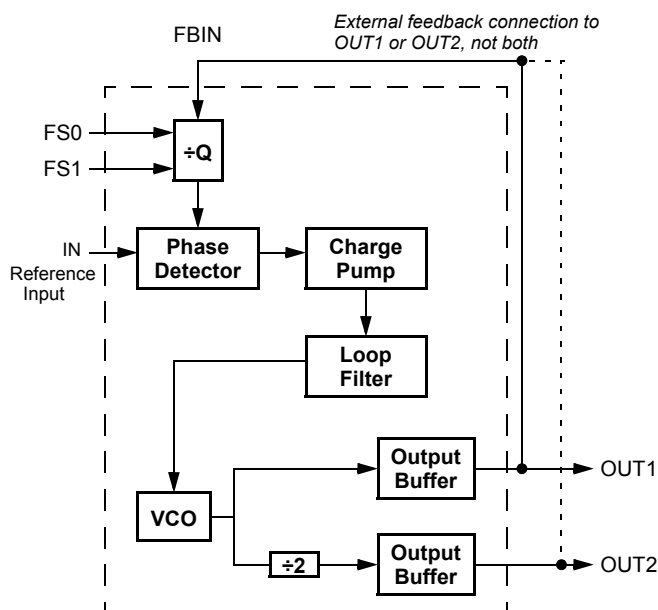 External feedback connection to
OUT1 or OUT2, not both
FBIN
FS0
FS1
÷Q
IN
Reference
Input
Phase
Detector
Charge
Pump
Loop
Filter
VCO
Output
Buffer
OUT1
÷2
Output
Buffer
OUT2